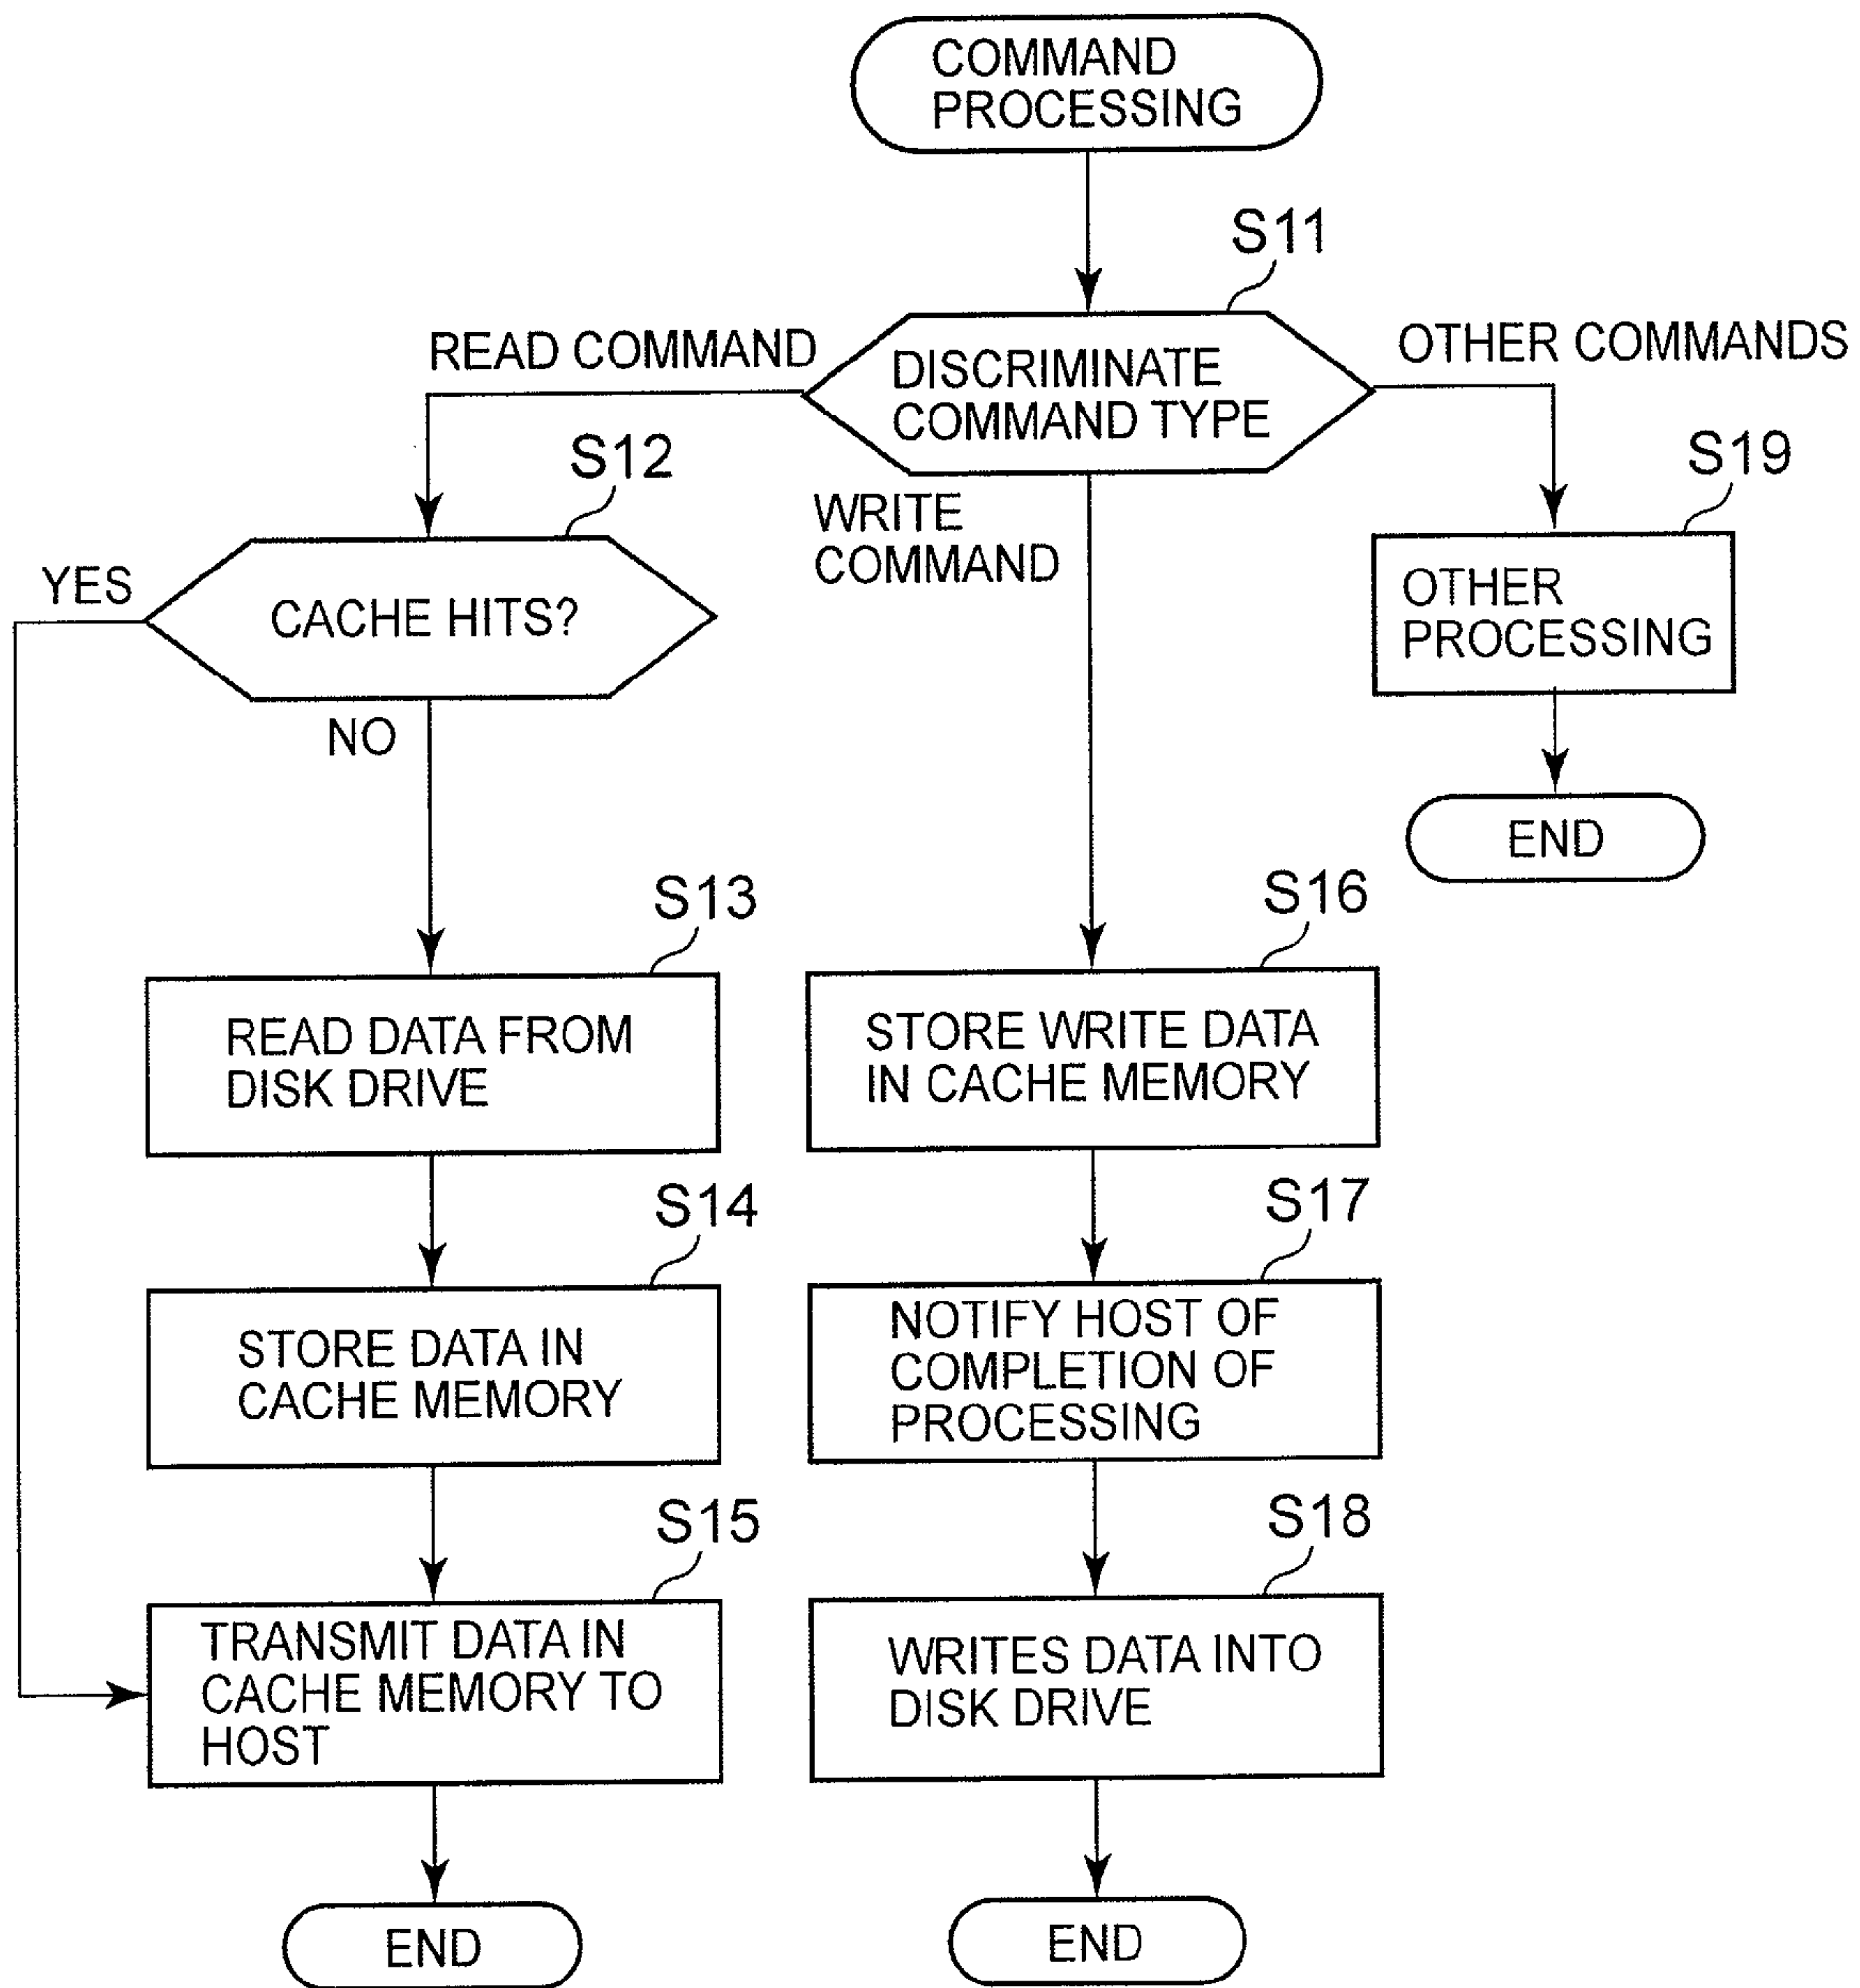 COMMAND
PROCESSING
S11
READ COMMAND
DISCRIMINATE
COMMAND TYPE
OTHER COMMANDS
S12
WRITE
COMMAND
S19
YES
CACHE HITS?
OTHER
PROCESSING
NO
END
S13
READ DATA FROM
DISK DRIVE
S16
STORE WRITE DATA
IN CACHE MEMORY
S14
STORE DATA IN
CACHE MEMORY
S17
NOTIFY HOST OF
COMPLETION OF
PROCESSING
S15
TRANSMIT DATA IN
CACHE MEMORY TO
HOST
S18
WRITES DATA INTO
DISK DRIVE
END
END